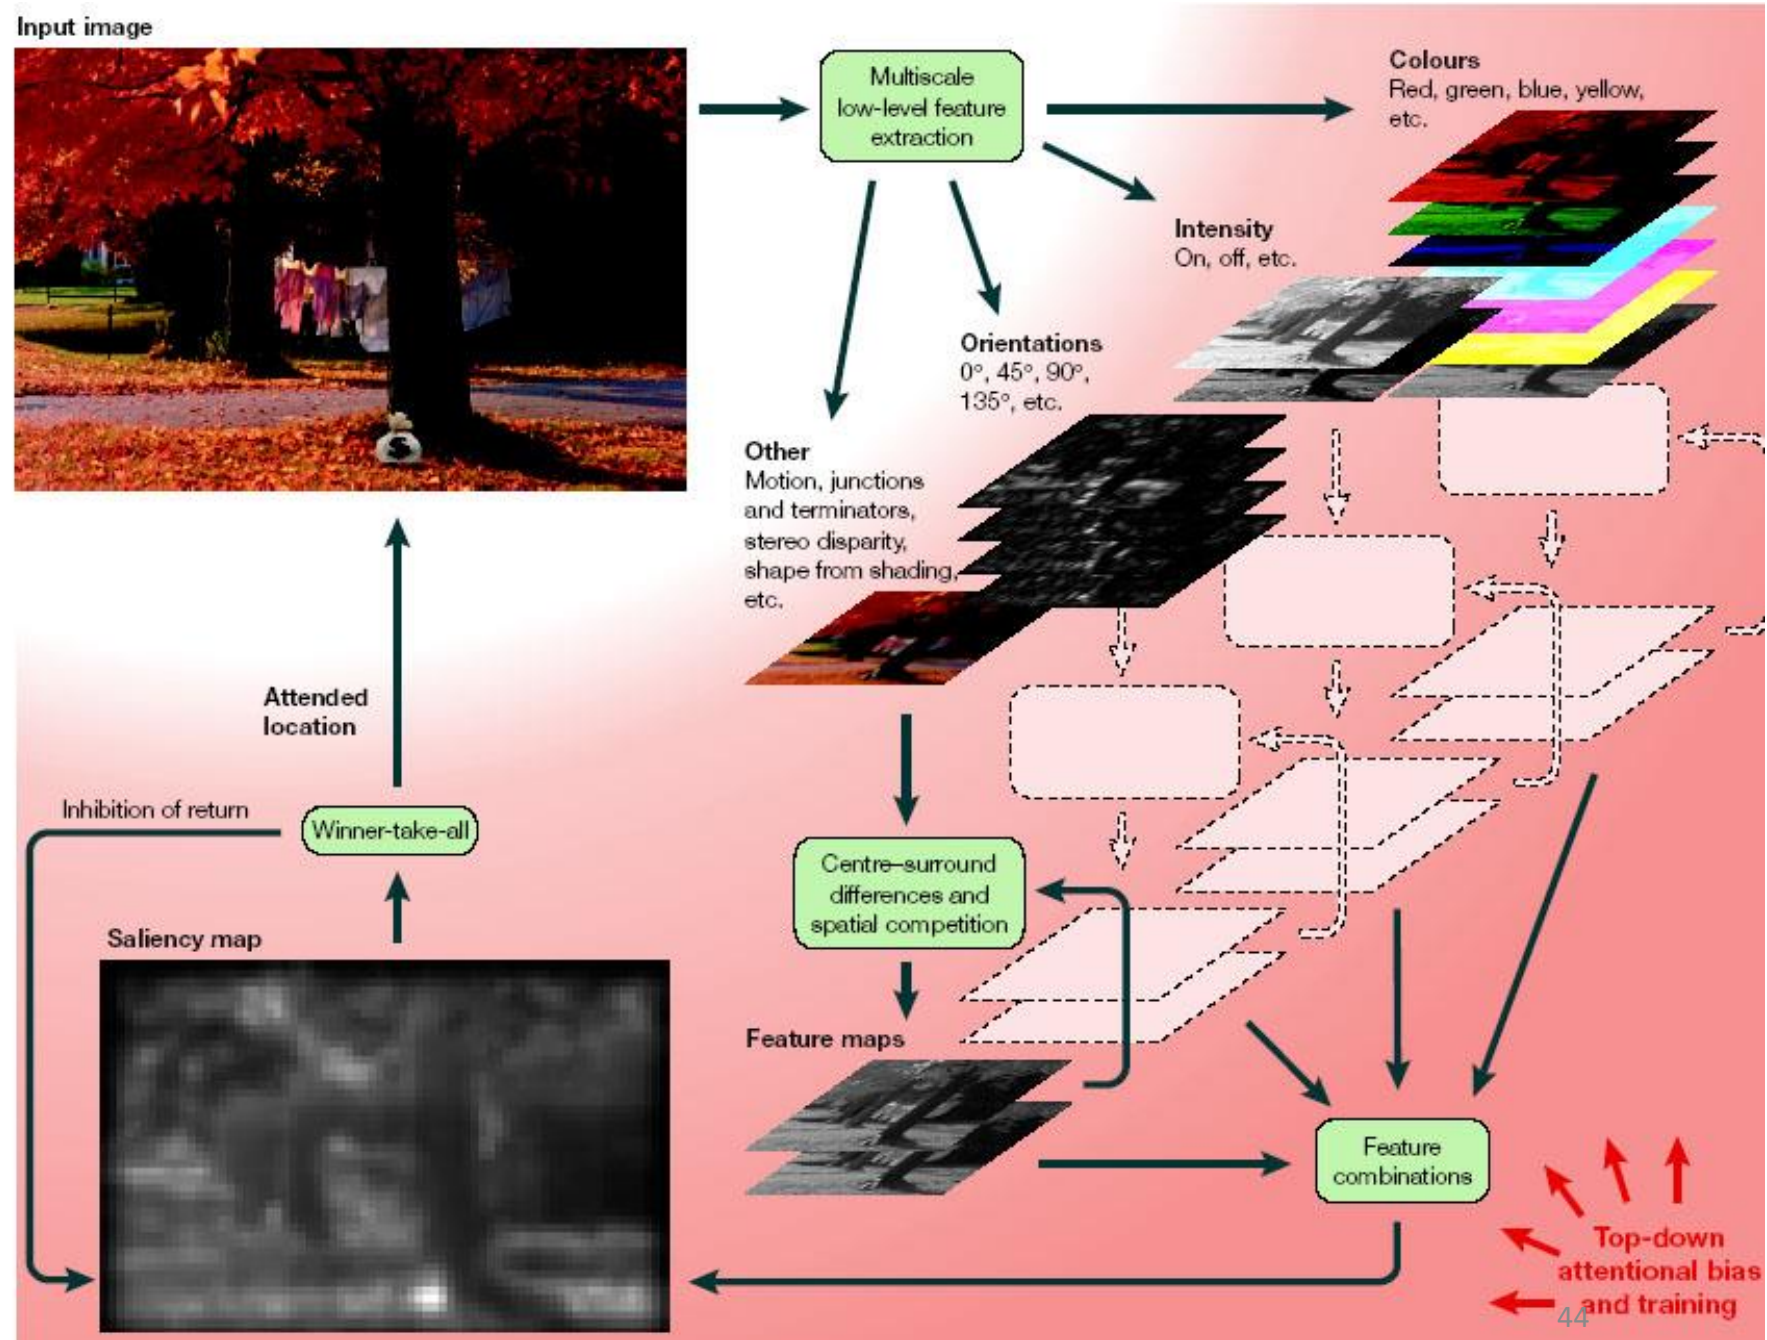 Input image
Multiscale
low-level feature
extraction
Colours
Red, green, blue, yellow,
etc.
Intensity
On, off, etc.
Orientations
0°, 45°, 90°,
135°, etc.
Other
Motion, junctions
and terminators,
stereo disparity,
shape from shading,
etc.
$
Attended
location
Inhibition of return
Winner-take-all
Centre–surround
differences and
spatial competition
Saliency map
Feature maps
Feature
combinations
Top-down
attentional bias
and training
44